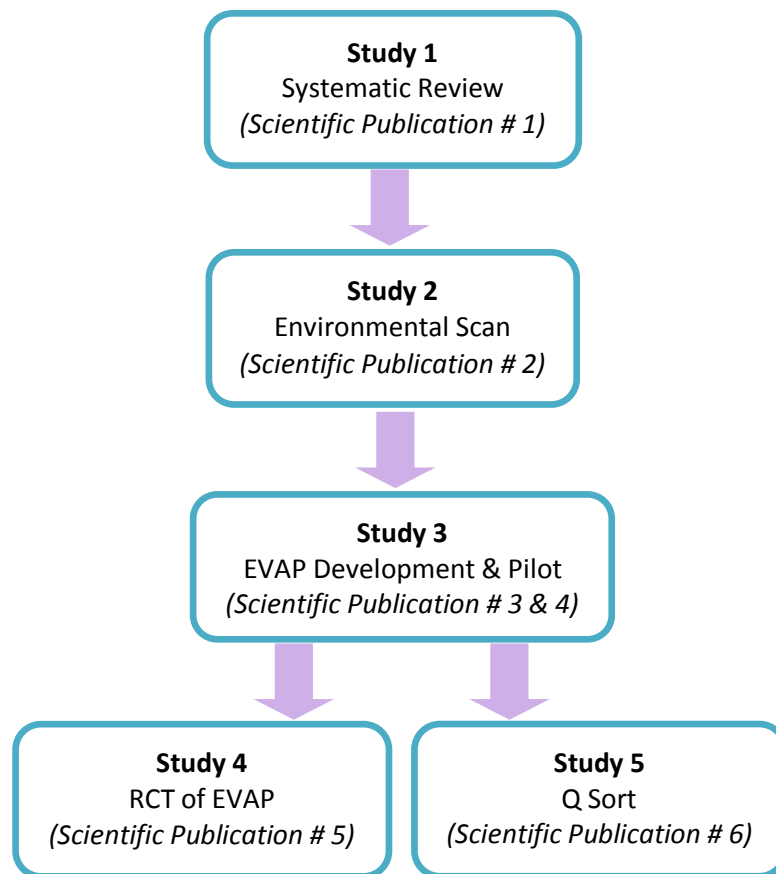 Study 1
Systematic Review
(Scientific Publication # 1)
Study 2
Environmental Scan
(Scientific Publication # 2)
Study 3
EVAP Development & Pilot
(Scientific Publication # 3 & 4)
Study 4
RCT of EVAP
(Scientific Publication # 5)
Study 5
Q Sort
(Scientific Publication # 6)